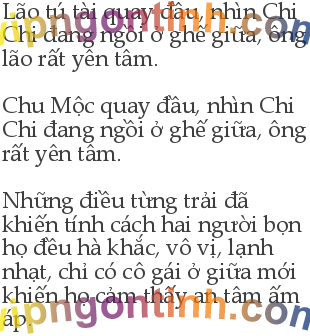 Lão tú tài quay đầu, nhìn Chi
Chi đang ngồi ở ghế giữa, ông
lão rất yên tâm.
Chu Mộc quay đầu, nhìn Chi
Chi đang ngồi ở ghế giữa, ông
rất yên tâm.
Những điều từng trải đã
khiến tính cách hai người bọn
họ đều hà khắc, vô vị, lạnh
nhạt, chỉ có cô gái ở giữa mới
khiến họ cảm thấy an tâm ấm
áp.